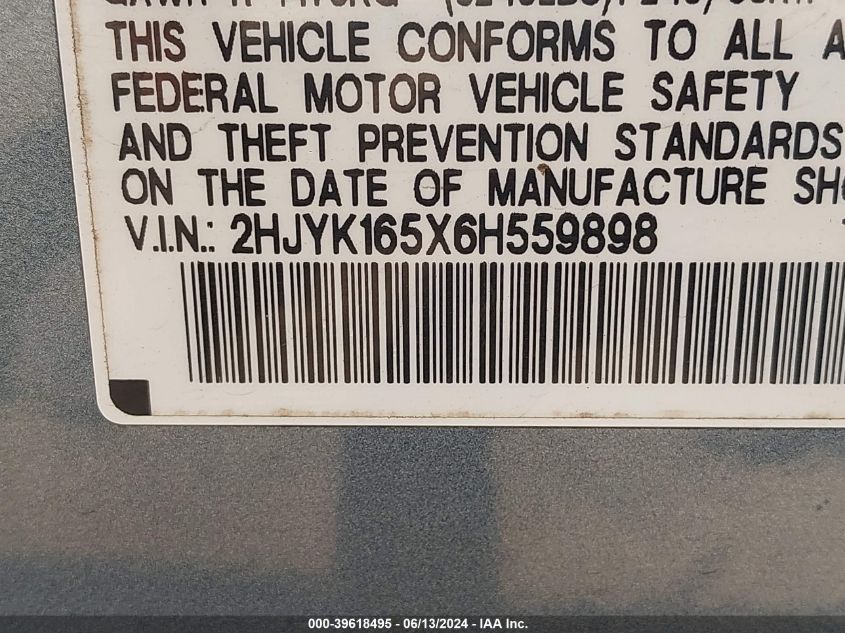 THIS VEHICLE CONFORMS TO ALL A
FEDERAL MOTOR VEHICLE SAFETY
AND THEFT PREVENTION STANDARDS
ON THE DATE OF MANUFACTURE SH
V.I.N.: 2HJYK165X6H559898
000-39618495 - 06/13/2024 - IAA Inc.